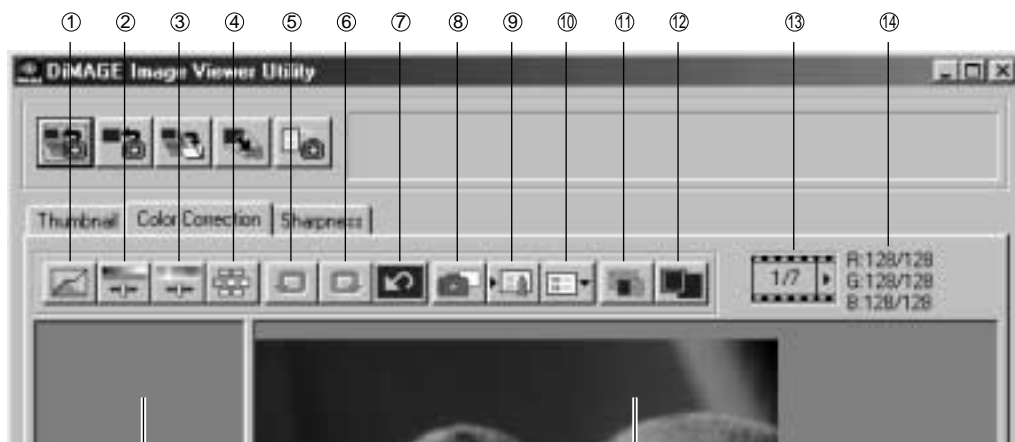 ① ② ③ ④ ⑤ ⑥ ⑦ ⑧ ⑨ ⑩ ⑪ ⑫ ⑬ ⑭
DiMAGE Image Viewer Utility
Thumbnail Color Correction Sharpness
1/7
R:128/128
G:128/128
B:128/128